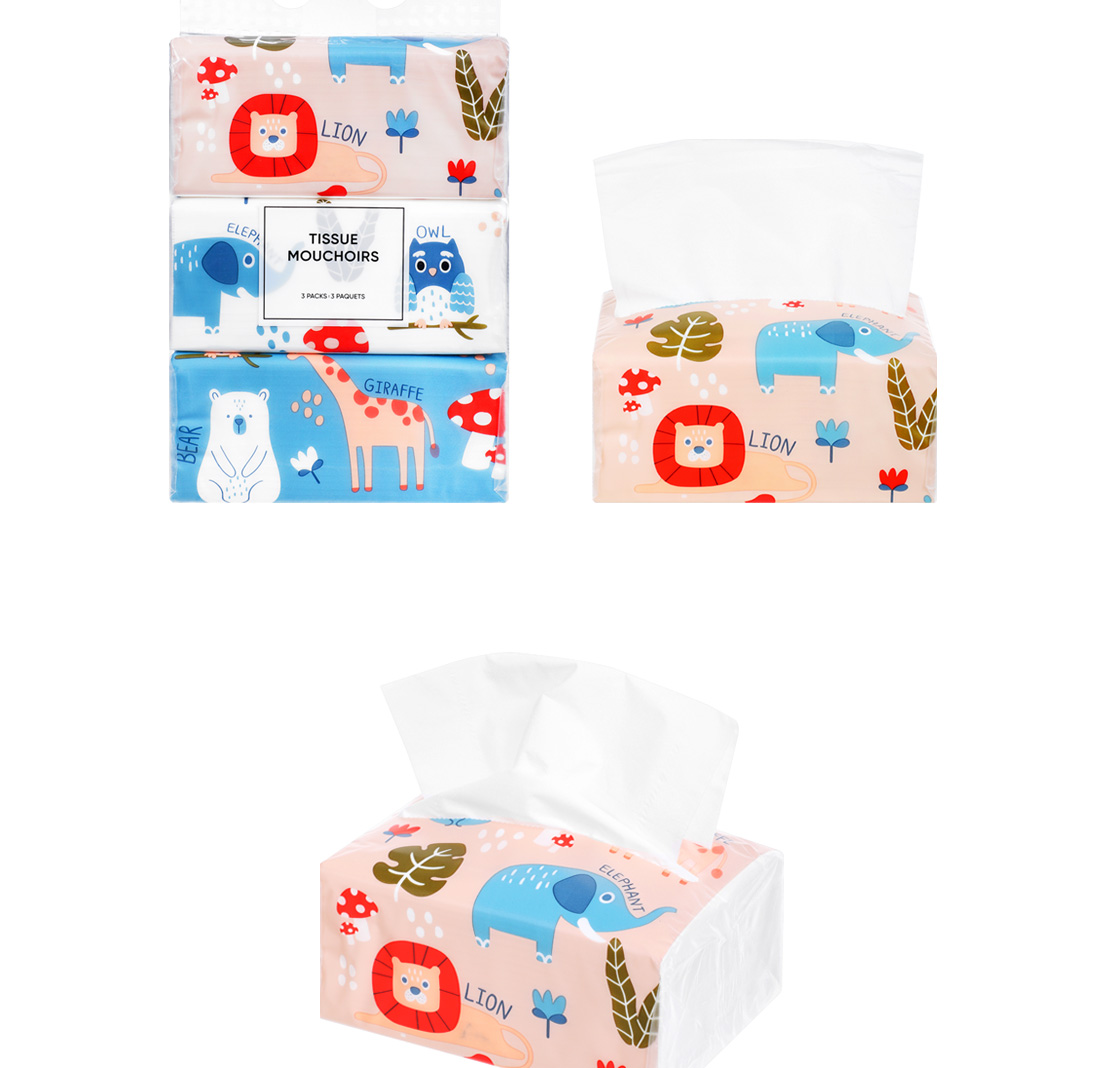 LION
ELEPH
TISSUE
MOUCHOIRS
3 PACKS · 3 PAQUETS
OWL
GIRAFFE
BEAR
ELEPHANT
LION
ELEPHANT
LION